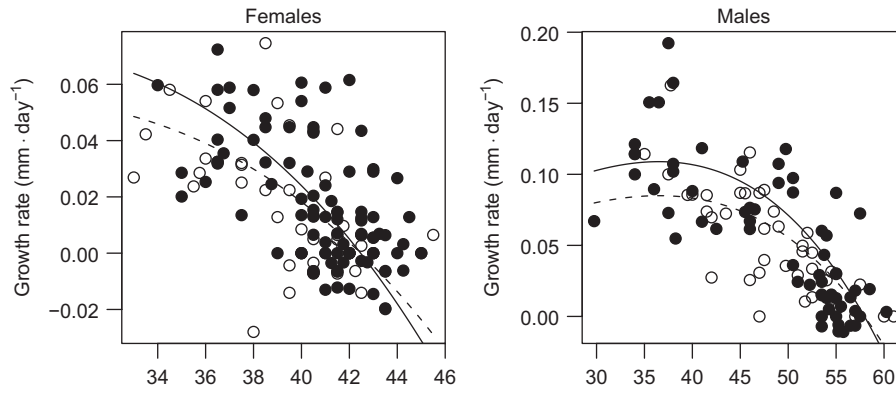 Females
Growth rate (mm · day⁻¹)
0.06
0.04
0.02
0.00
−0.02
34 36 38 40 42 44 46
Males
Growth rate (mm · day⁻¹)
0.20
0.15
0.10
0.05
0.00
30 35 40 45 50 55 60